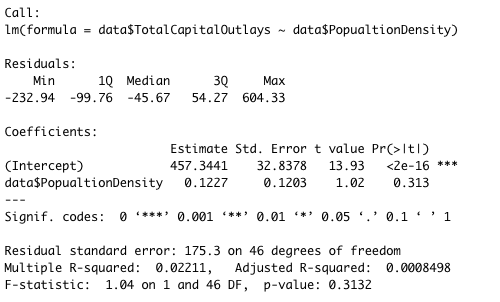 Call:
lm(formula = data$TotalCapitalOutlays ~ data$PopualtionDensity)
Residuals:
Min 1Q Median 3Q Max
-232.94 -99.76 -45.67 54.27 604.33
Coefficients:
Estimate Std. Error t value Pr(>|t|)
(Intercept) 457.3441 32.8378 13.93 <2e-16 ***
data$PopualtionDensity 0.1227 0.1203 1.02 0.313
---
Signif. codes: 0 ‘***’ 0.001 ‘**’ 0.01 ‘*’ 0.05 ‘.’ 0.1 ‘ ’ 1
Residual standard error: 175.3 on 46 degrees of freedom
Multiple R-squared: 0.02211, Adjusted R-squared: 0.0008498
F-statistic: 1.04 on 1 and 46 DF, p-value: 0.3132